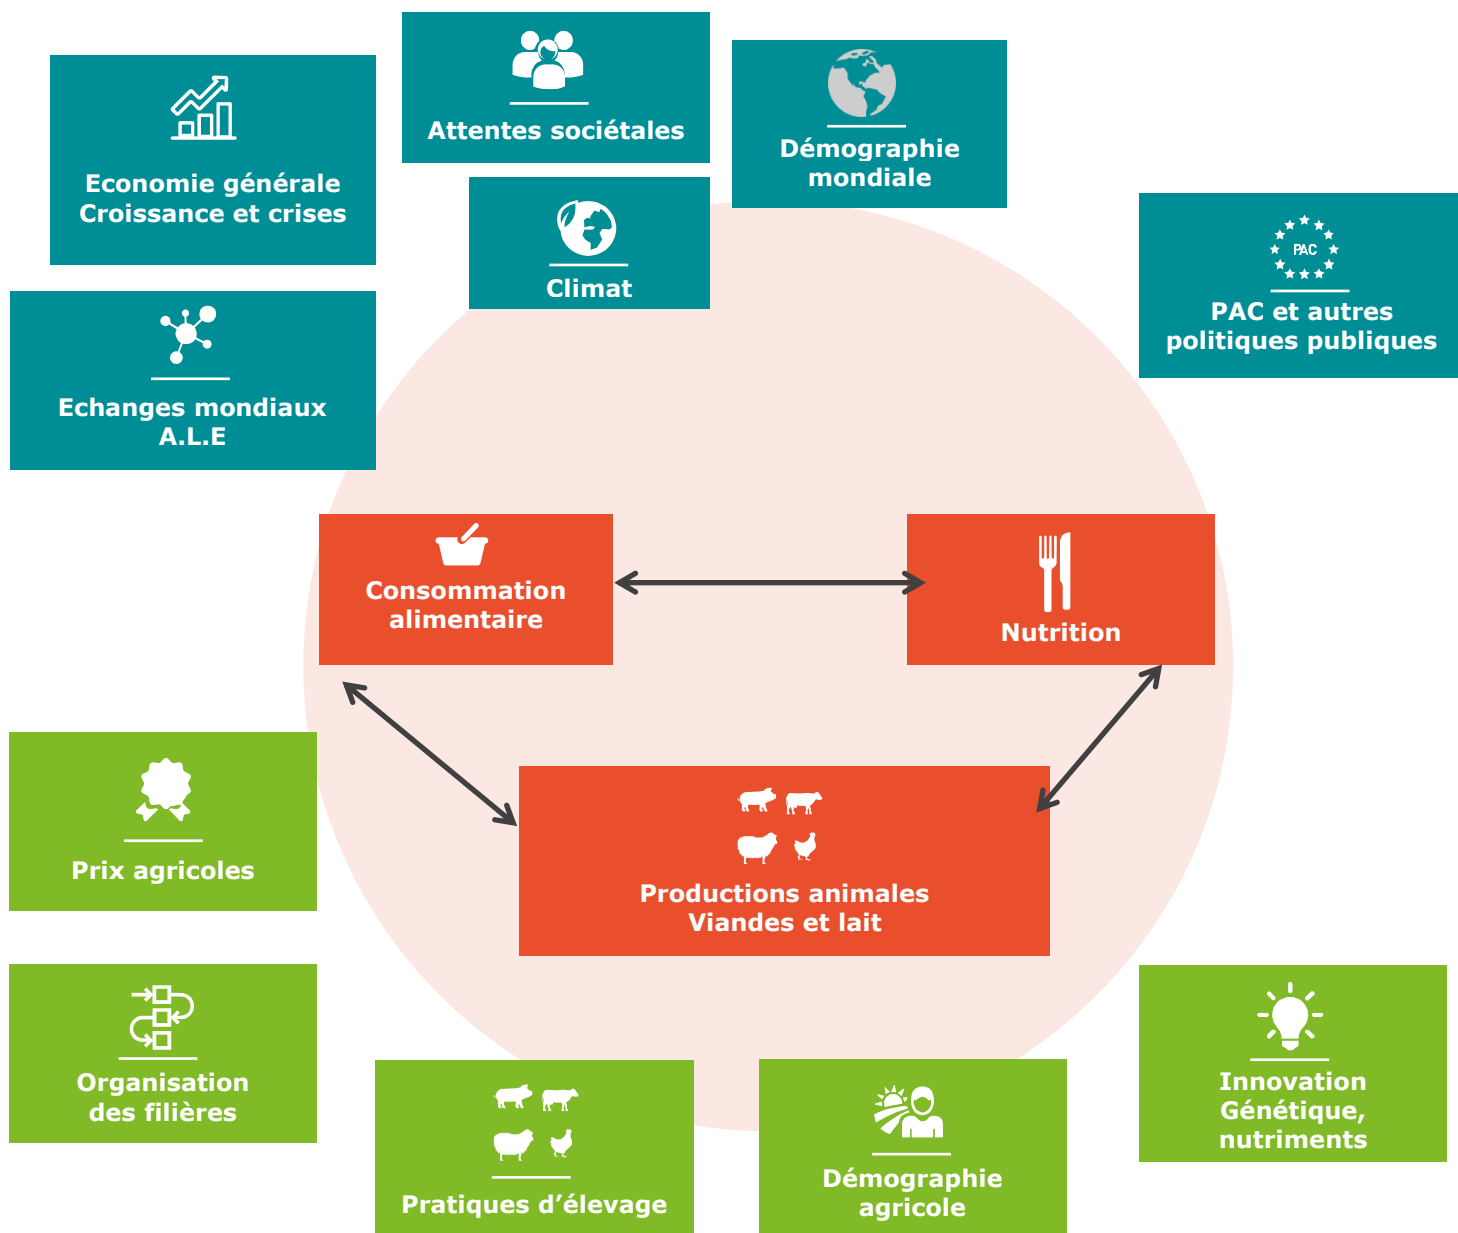 Attentes sociétales
Démographie
mondiale
Economie générale
Croissance et crises
Climat
PAC
PAC et autres
politiques publiques
Echanges mondiaux
A.L.E
Consommation
alimentaire
Nutrition
Prix agricoles
Productions animales
Viandes et lait
Organisation
des filières
Innovation
Génétique,
nutriments
Pratiques d’élevage
Démographie
agricole